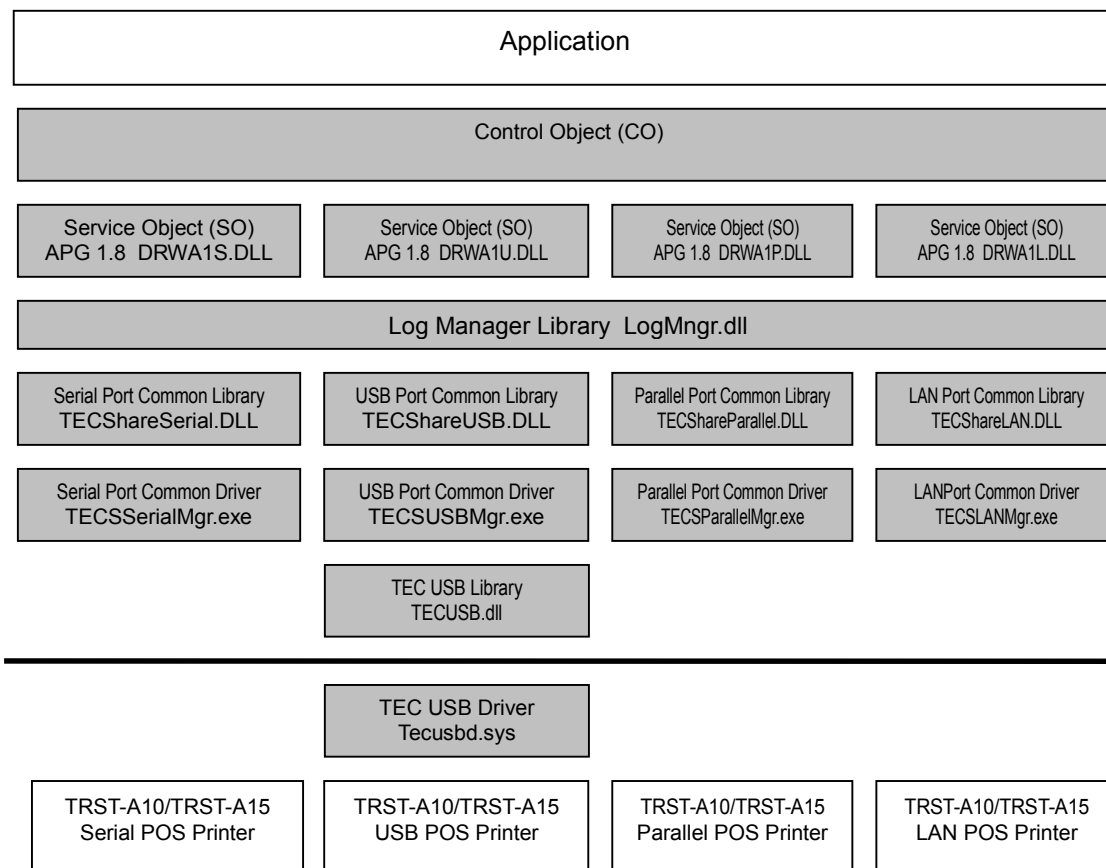 Application
Control Object (CO)
Service Object (SO)
APG 1.8 DRWA1S.DLL
Service Object (SO)
APG 1.8 DRWA1U.DLL
Service Object (SO)
APG 1.8 DRWA1P.DLL
Service Object (SO)
APG 1.8 DRWA1L.DLL
Log Manager Library LogMngr.dll
Serial Port Common Library
TECShareSerial.DLL
USB Port Common Library
TECShareUSB.DLL
Parallel Port Common Library
TECShareParallel.DLL
LAN Port Common Library
TECShareLAN.DLL
Serial Port Common Driver
TECSSerialMgr.exe
USB Port Common Driver
TECSUSBMgr.exe
Parallel Port Common Driver
TECSParallelMgr.exe
LANPort Common Driver
TECSLANMgr.exe
TEC USB Library
TECUSB.dll
TEC USB Driver
Tecusbd.sys
TRST-A10/TRST-A15
Serial POS Printer
TRST-A10/TRST-A15
USB POS Printer
TRST-A10/TRST-A15
Parallel POS Printer
TRST-A10/TRST-A15
LAN POS Printer